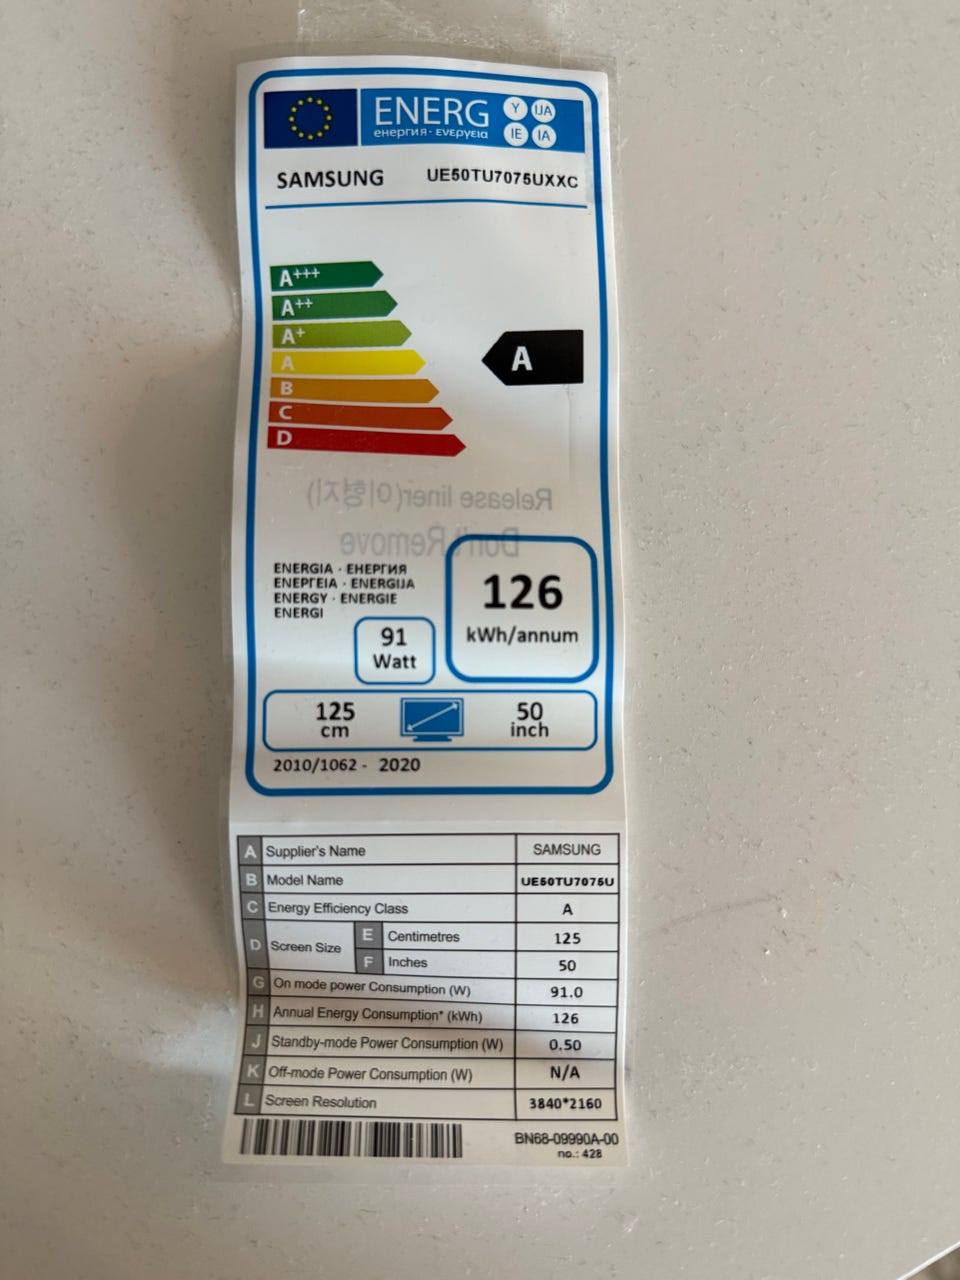 ENERG Y IJA
енергия · ενεργεια IE IA
SAMSUNG UE50TU7075UXXC
A+++
A++
A+
A
A
B
C
D
Release liner(이형지)
Don't Remove
ENERGIA · ЕНЕРГИЯ
ΕΝΕΡΓΕΙΑ · ENERGIJA
ENERGY · ENERGIE
ENERGI
126
kWh/annum
91
Watt
125
cm
50
inch
2010/1062 - 2020
A Supplier's Name SAMSUNG
B Model Name UE50TU7075U
C Energy Efficiency Class A
D Screen Size E Centimetres 125
F Inches 50
G On mode power Consumption (W) 91.0
H Annual Energy Consumption* (kWh) 126
J Standby-mode Power Consumption (W) 0.50
K Off-mode Power Consumption (W) N/A
L Screen Resolution 3840*2160
BN68-09990A-00
no.: 428